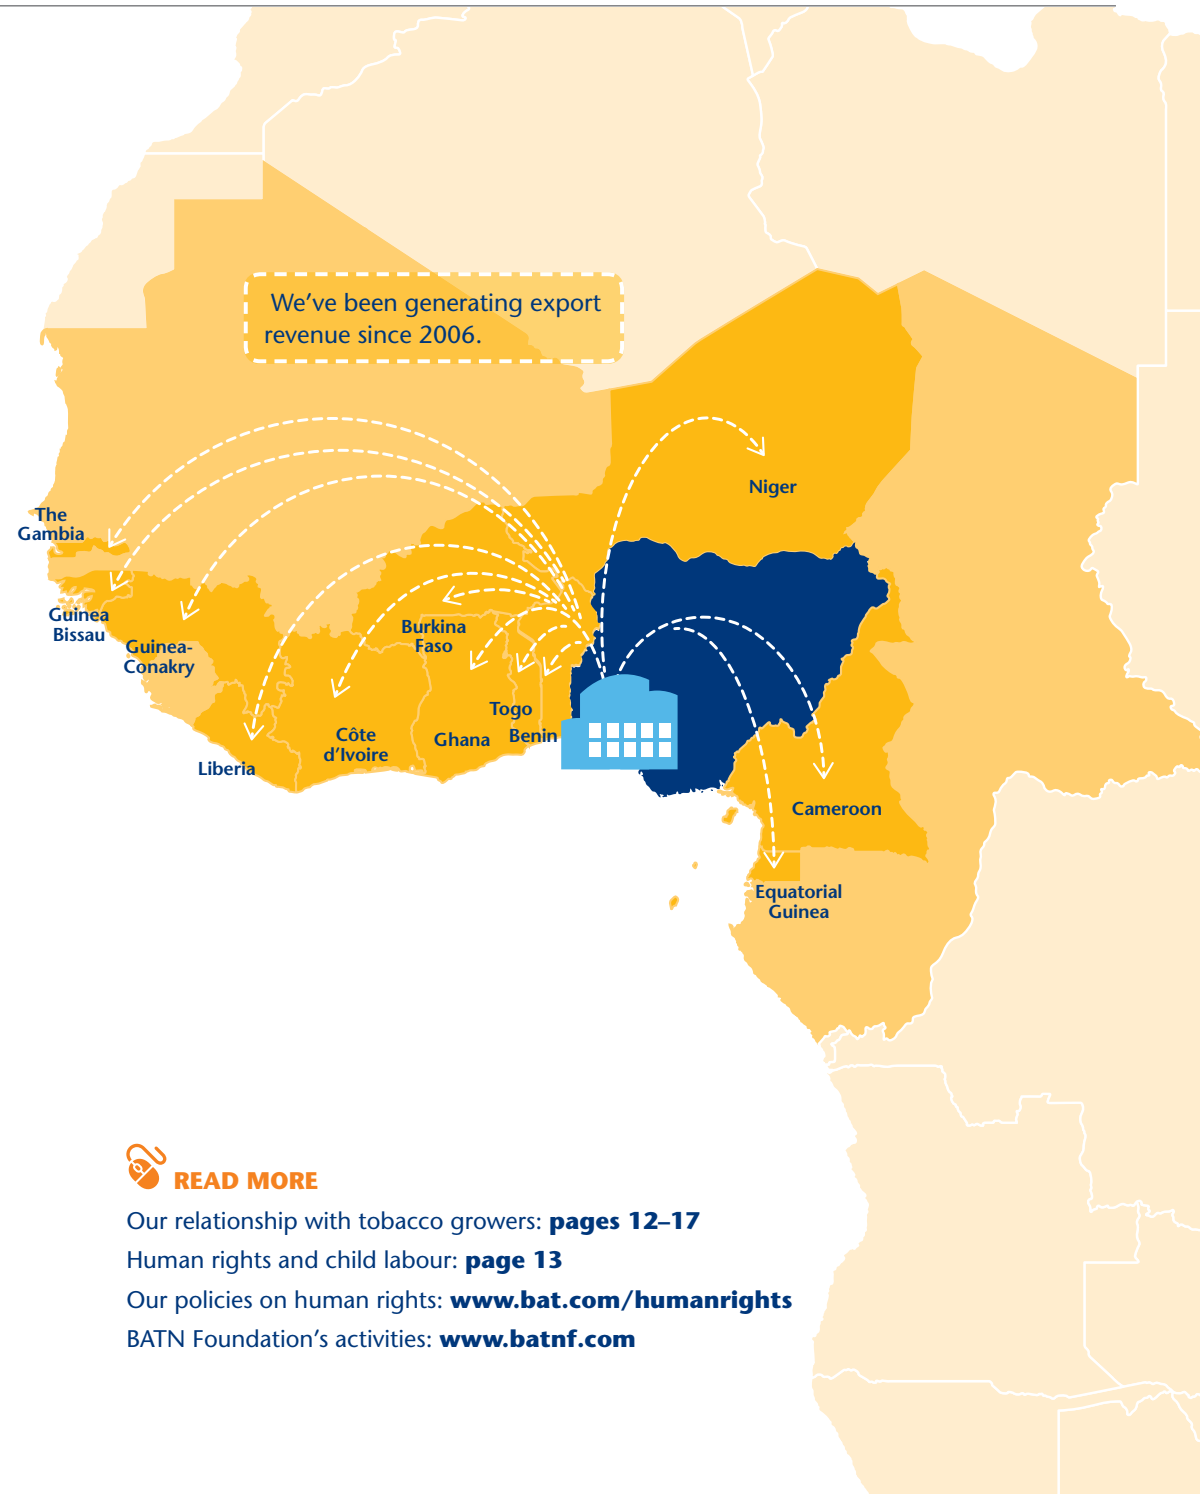 We've been generating export
revenue since 2006.
Niger
The
Gambia
Guinea
Bissau
Guinea-
Conakry
Burkina
Faso
Togo
Benin
Ghana
Côte
d'Ivoire
Liberia
Cameroon
Equatorial
Guinea
READ MORE
Our relationship with tobacco growers: pages 12–17
Human rights and child labour: page 13
Our policies on human rights: www.bat.com/humanrights
BATN Foundation's activities: www.batnf.com